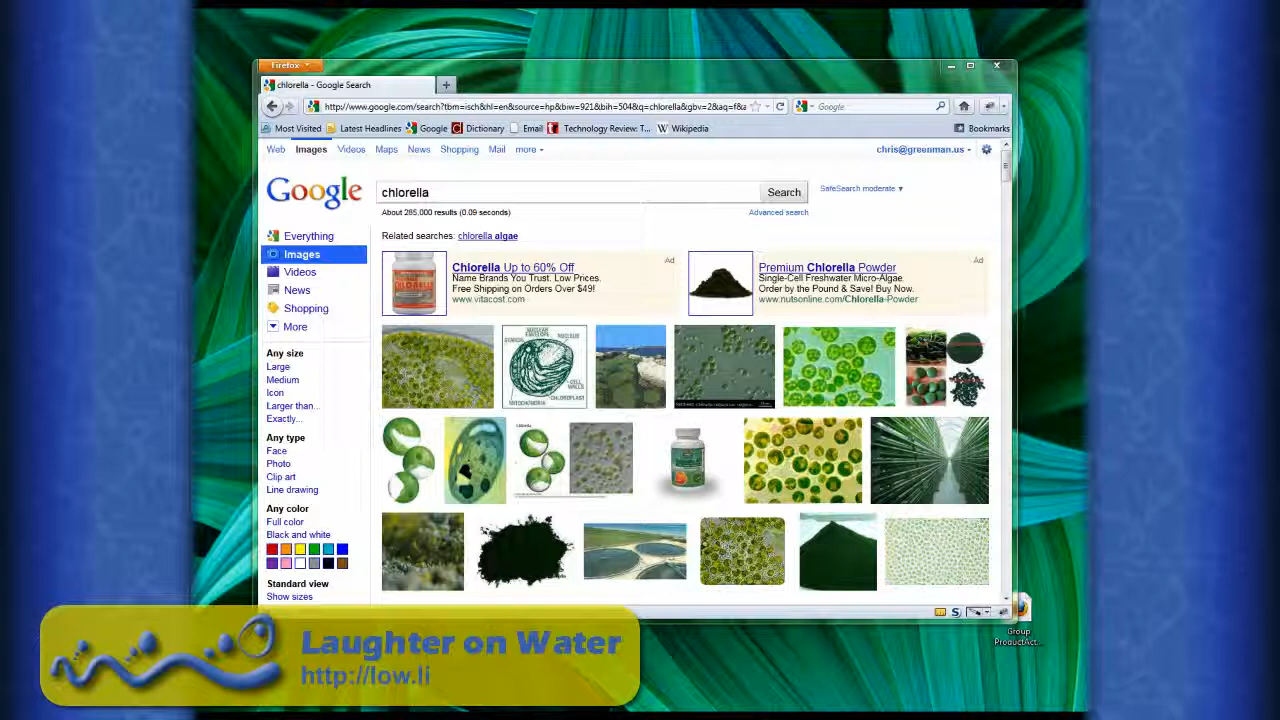 Firefox
chlorella - Google Search
http://www.google.com/search?tbm=isch&hl=en&source=hp&biw=921&bih=504&q=chlorella&gbv=2&aq=f&a
Google
Most Visited Latest Headlines Google Dictionary Email Technology Review: T... Wikipedia Bookmarks
Web Images Videos Maps News Shopping Mail more chris@greenman.us
Google
chlorella
Search
SafeSearch moderate
About 285,000 results (0.09 seconds)
Advanced search
Related searches: chlorella algae
Everything
Images
Videos
News
Shopping
More
Any size
Large
Medium
Icon
Larger than...
Exactly...
Any type
Face
Photo
Clip art
Line drawing
Any color
Full color
Black and white
Standard view
Show sizes
CHLORELLA
Chlorella Up to 60% Off
Ad
Name Brands You Trust. Low Prices.
Free Shipping on Orders Over $49!
www.vitacost.com
Premium Chlorella Powder
Ad
Single-Cell Freshwater Micro-Algae.
Order by the Pound & Save! Buy Now.
www.nutsonline.com/Chlorella-Powder
NUCLEUS
CELL
WALLS
CHLOROPLAST
MITOCHONDRIA
Group
ProductAct...
Laughter on Water
http://low.li